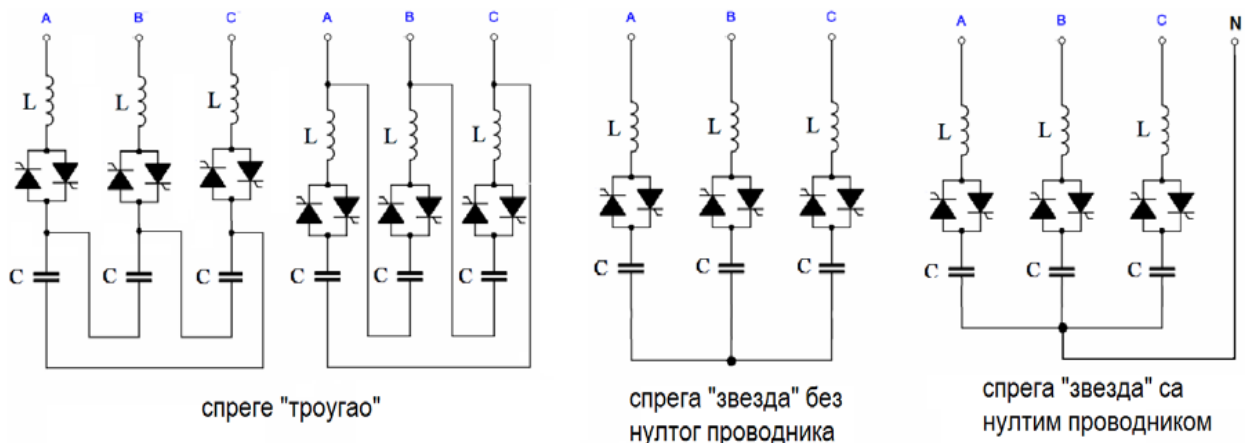 A B C A B C A B C A B C N
L L L L L L
L L L L L L
C C C C C C
C C C C C C
спреге "троугао"
спрега "звезда" без
нултог проводника
спрега "звезда" са
нултим проводником